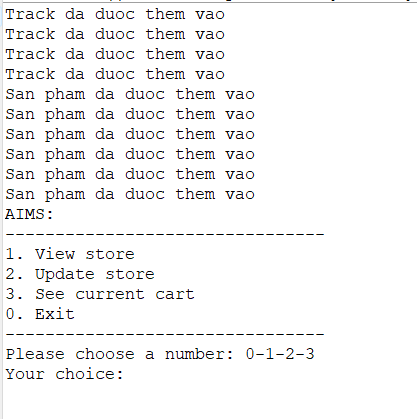 Track da duoc them vao
Track da duoc them vao
Track da duoc them vao
Track da duoc them vao
San pham da duoc them vao
San pham da duoc them vao
San pham da duoc them vao
San pham da duoc them vao
San pham da duoc them vao
San pham da duoc them vao
AIMS:
--------------------------------
1. View store
2. Update store
3. See current cart
0. Exit
--------------------------------
Please choose a number: 0-1-2-3
Your choice: